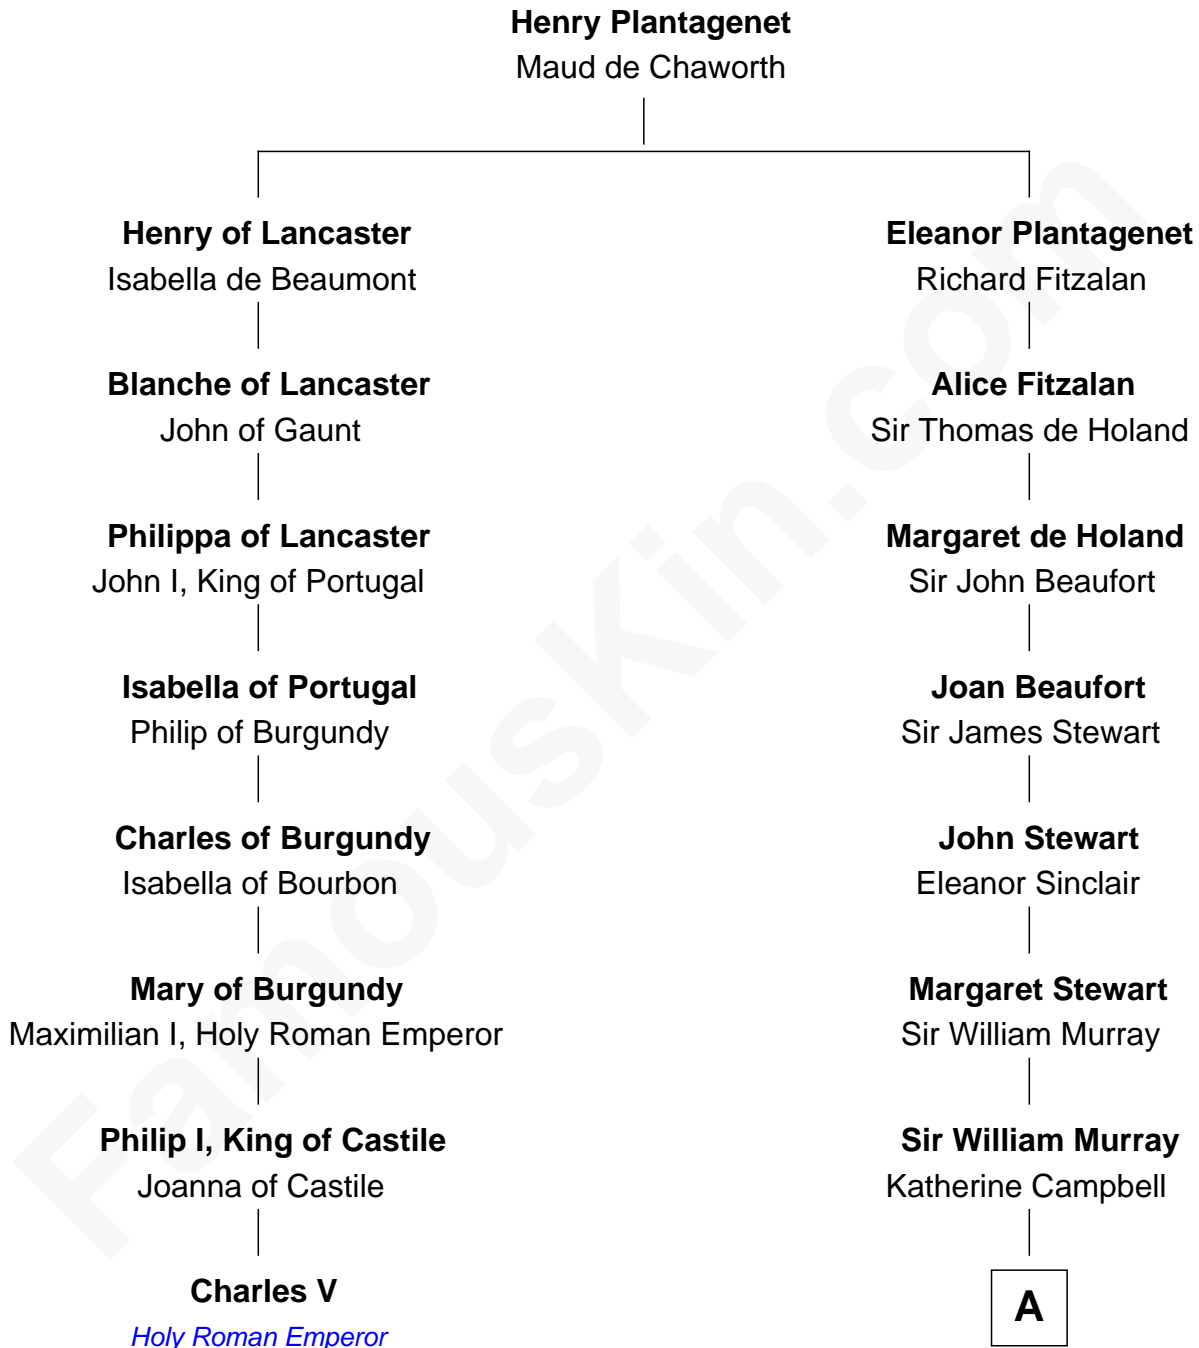 Henry Plantagenet
Maud de Chaworth
Henry of Lancaster
Isabella de Beaumont
Eleanor Plantagenet
Richard Fitzalan
Blanche of Lancaster
John of Gaunt
Alice Fitzalan
Sir Thomas de Holand
Philippa of Lancaster
John I, King of Portugal
Margaret de Holand
Sir John Beaufort
Isabella of Portugal
Philip of Burgundy
Joan Beaufort
Sir James Stewart
Charles of Burgundy
Isabella of Bourbon
John Stewart
Eleanor Sinclair
Mary of Burgundy
Maximilian I, Holy Roman Emperor
Margaret Stewart
Sir William Murray
Philip I, King of Castile
Joanna of Castile
Sir William Murray
Katherine Campbell
Charles V
Holy Roman Emperor
A
FamousKin.com